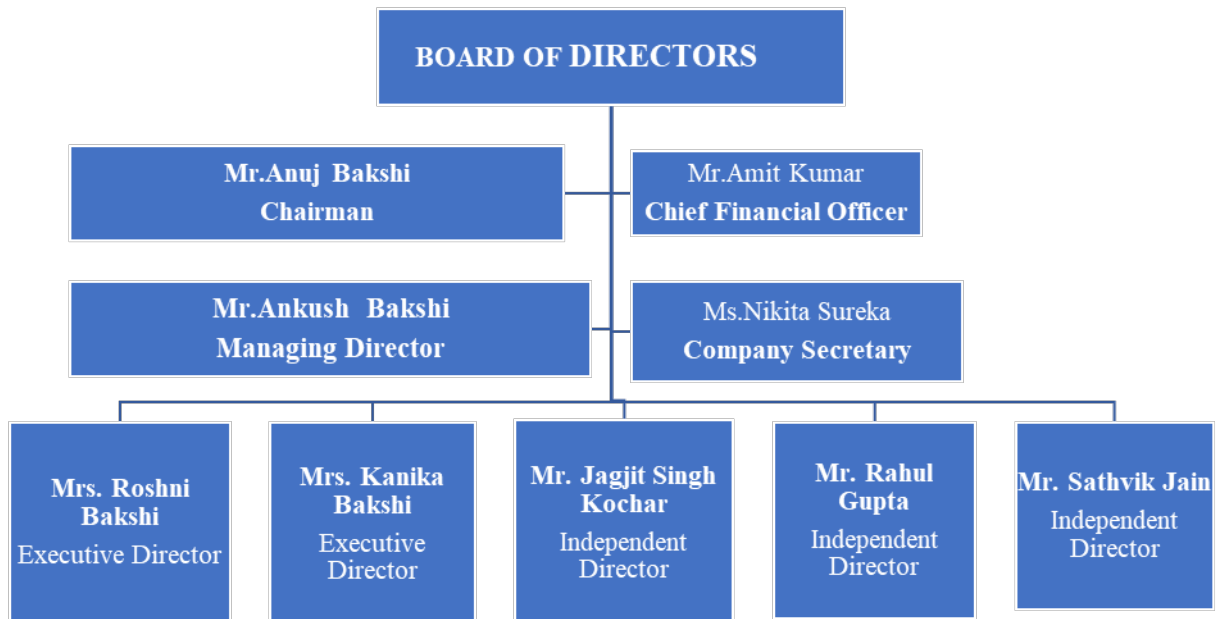 BOARD OF DIRECTORS
Mr.Anuj Bakshi
Chairman
Mr.Amit Kumar
Chief Financial Officer
Mr.Ankush Bakshi
Managing Director
Ms.Nikita Sureka
Company Secretary
Mrs. Roshni
Bakshi
Executive Director
Mrs. Kanika
Bakshi
Executive
Director
Mr. Jagjit Singh
Kochar
Independent
Director
Mr. Rahul
Gupta
Independent
Director
Mr. Sathvik Jain
Independent
Director